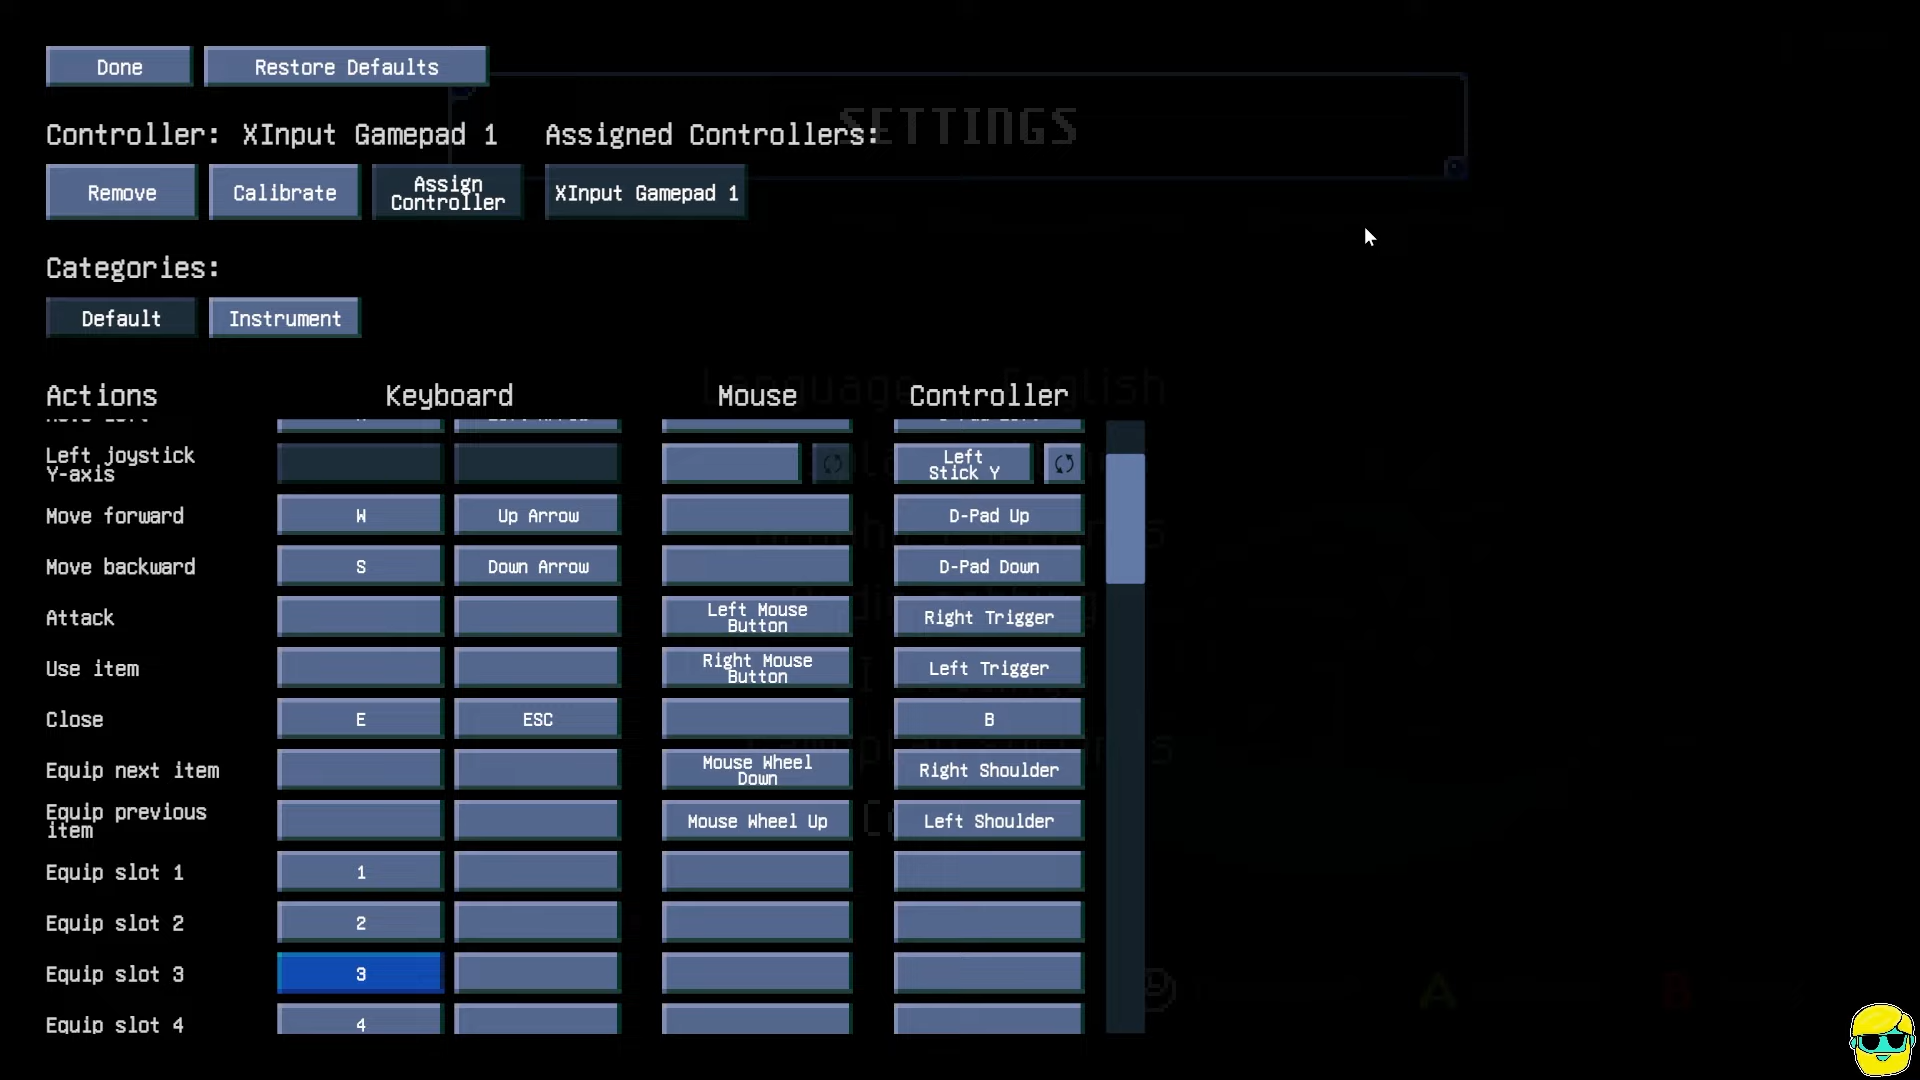 Done Restore Defaults
SETTINGS
Controller: XInput Gamepad 1 Assigned Controllers:
Remove Calibrate Assign Controller XInput Gamepad 1
Categories:
Default Instrument
Language English
Actions Keyboard Mouse Controller
Left joystick Y-axis Left Stick Y
Move forward W Up Arrow D-Pad Up
Move backward S Down Arrow D-Pad Down
Attack Left Mouse Button Right Trigger
Use item Right Mouse Button Left Trigger
Close E ESC B
Equip next item Mouse Wheel Down Right Shoulder
Equip previous item Mouse Wheel Up Left Shoulder
Equip slot 1 1
Equip slot 2 2
Equip slot 3 3
A B
Equip slot 4 4